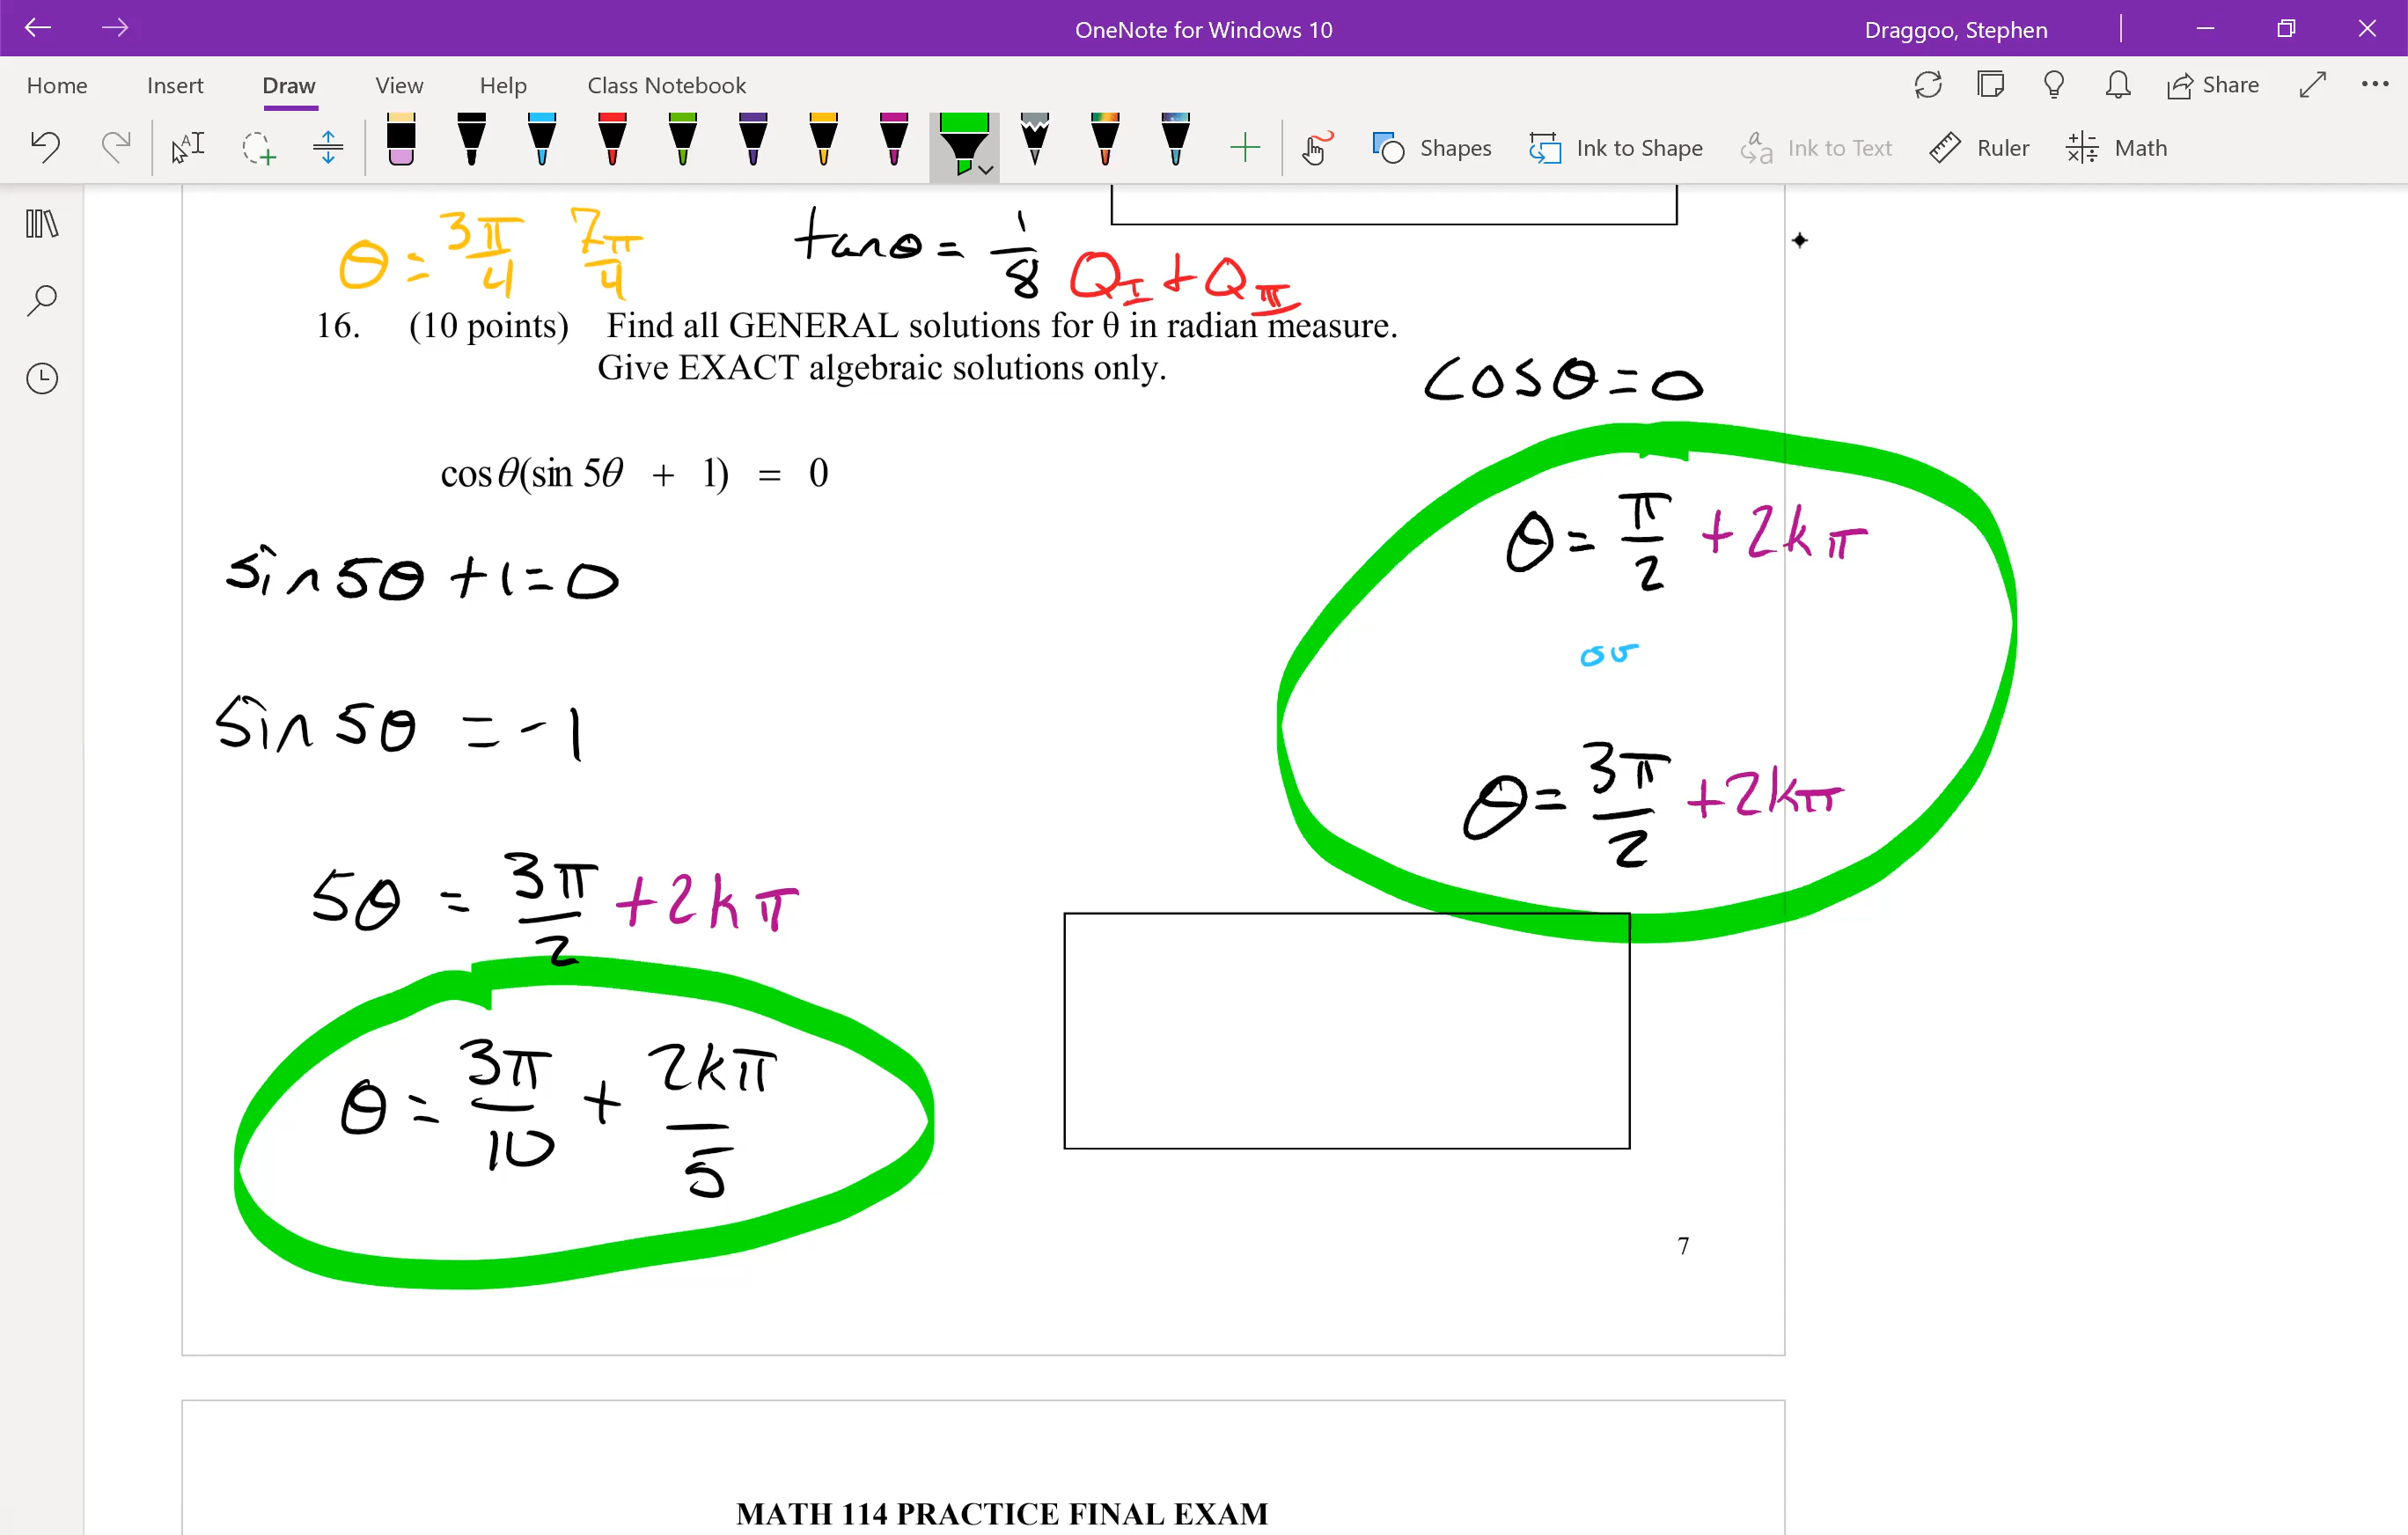 OneNote for Windows 10
Draggoo, Stephen
Home Insert Draw View Help Class Notebook Share
Shapes Ink to Shape Ink to Text Ruler Math
θ = 3π/4 7π/4
tanθ = 1/8 Q I + Q III
16. (10 points) Find all GENERAL solutions for θ in radian measure.
Give EXACT algebraic solutions only.
cosθ(sin 5θ + 1) = 0
sin 5θ + 1 = 0
sin 5θ = -1
5θ = 3π/2 + 2kπ
θ = 3π/10 + 2kπ/5
cosθ = 0
θ = π/2 + 2kπ
or
θ = 3π/2 + 2kπ
7
MATH 114 PRACTICE FINAL EXAM